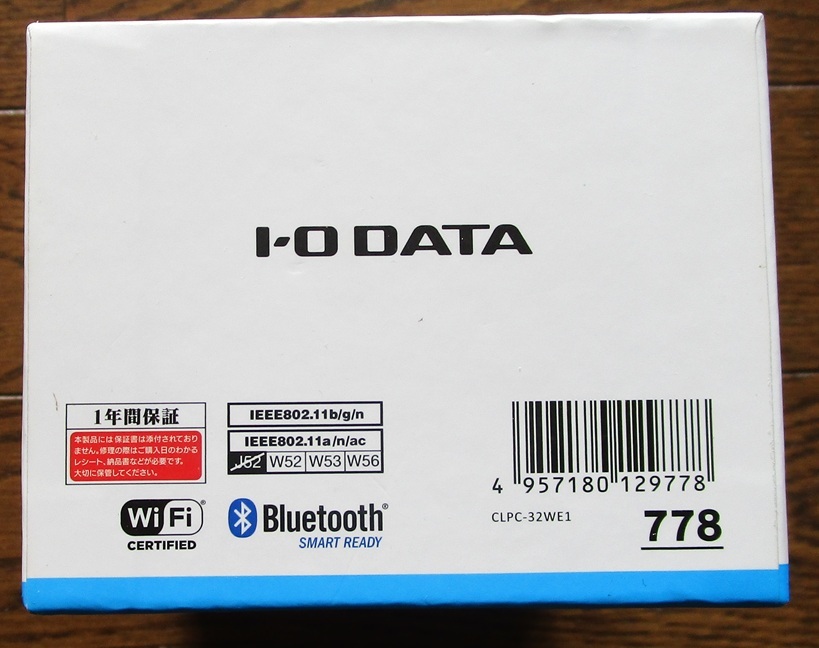 I-O DATA
1年間保証
本製品には保証書は添付されており
ません。修理の際はご購入日のわかる
レシート、納品書などが必要です。
大切に保管してください。
IEEE802.11b/g/n
IEEE802.11a/n/ac
J52 W52 W53 W56
Wi Fi®
CERTIFIED
Bluetooth®
SMART READY
4 957180 129778
CLPC-32WE1
778